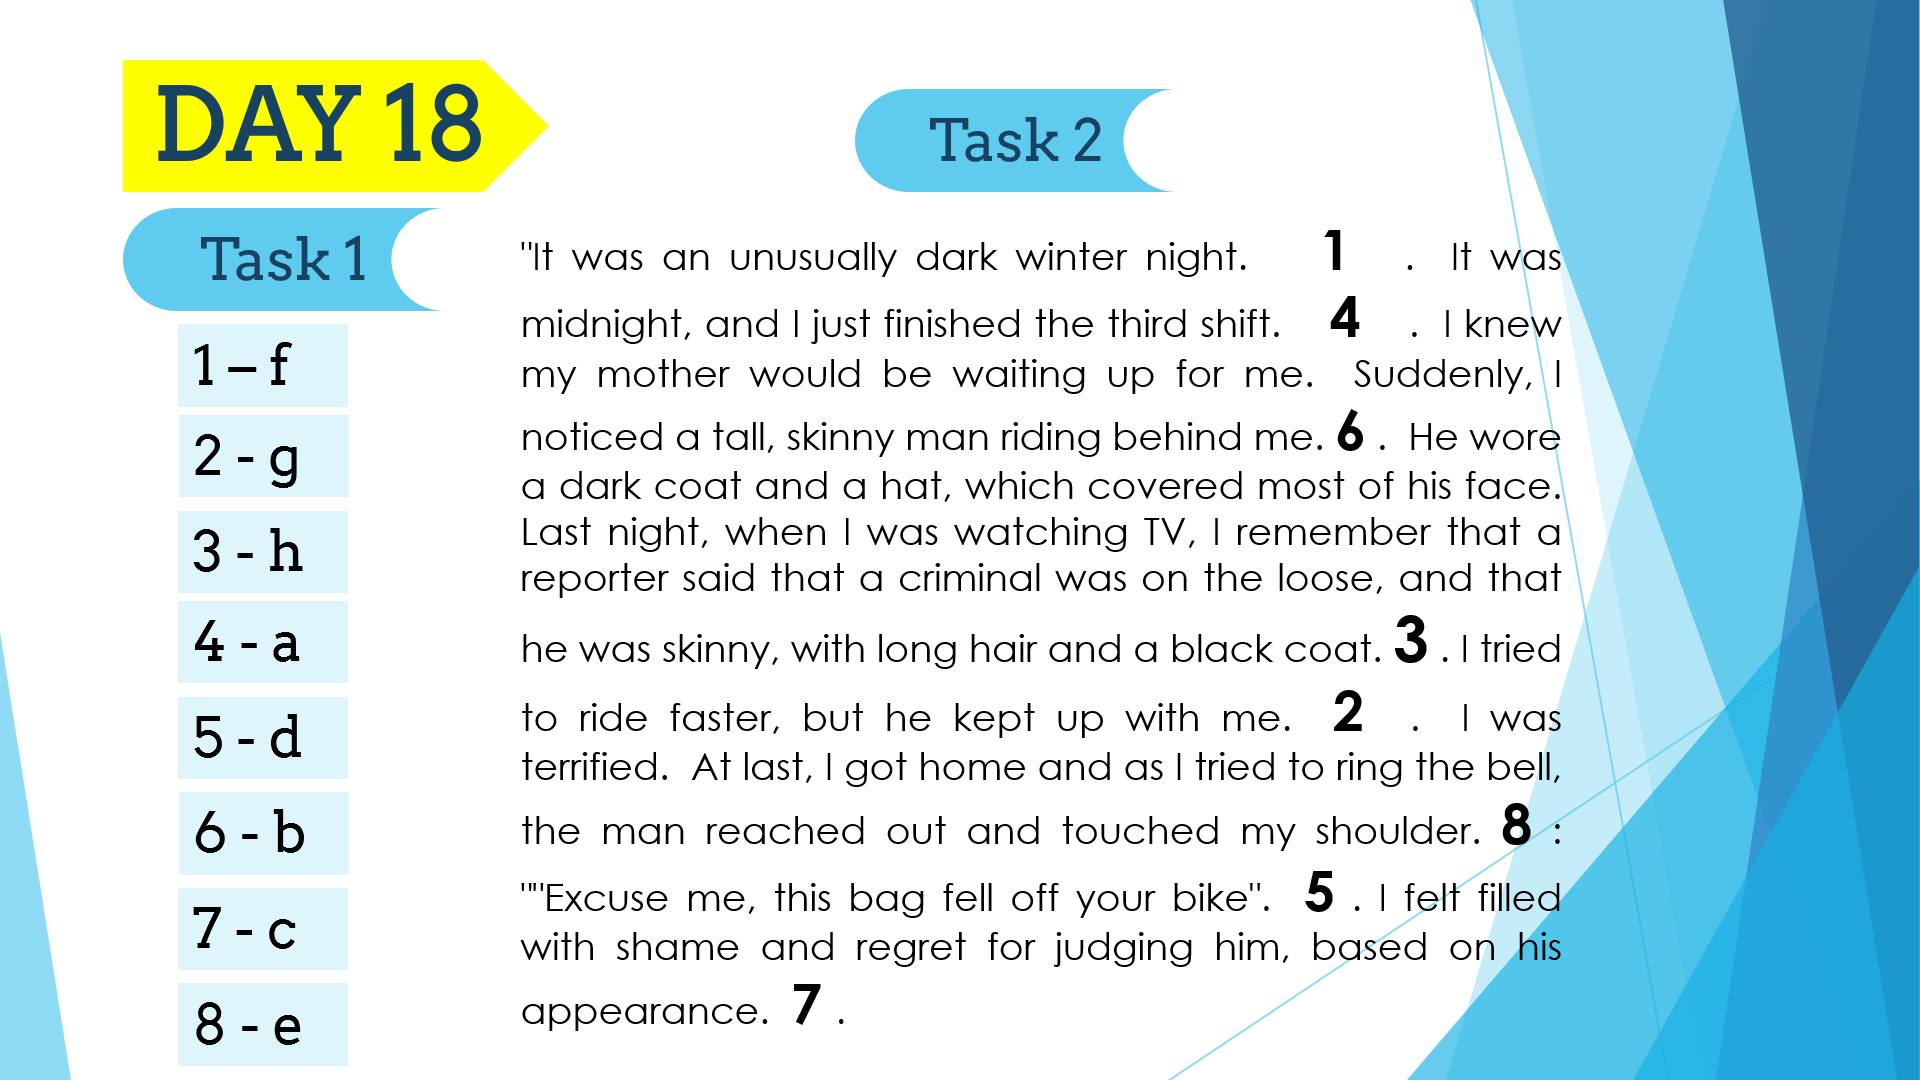 DAY 18
Task 1
1 – f
2 - g
3 - h
4 - a
5 - d
6 - b
7 - c
8 - e
Task 2
"It was an unusually dark winter night. 1 . It was
midnight, and I just finished the third shift. 4 . I knew
my mother would be waiting up for me. Suddenly, I
noticed a tall, skinny man riding behind me. 6 . He wore
a dark coat and a hat, which covered most of his face.
Last night, when I was watching TV, I remember that a
reporter said that a criminal was on the loose, and that
he was skinny, with long hair and a black coat. 3 . I tried
to ride faster, but he kept up with me. 2 . I was
terrified. At last, I got home and as I tried to ring the bell,
the man reached out and touched my shoulder. 8 :
""Excuse me, this bag fell off your bike". 5 . I felt filled
with shame and regret for judging him, based on his
appearance. 7 .